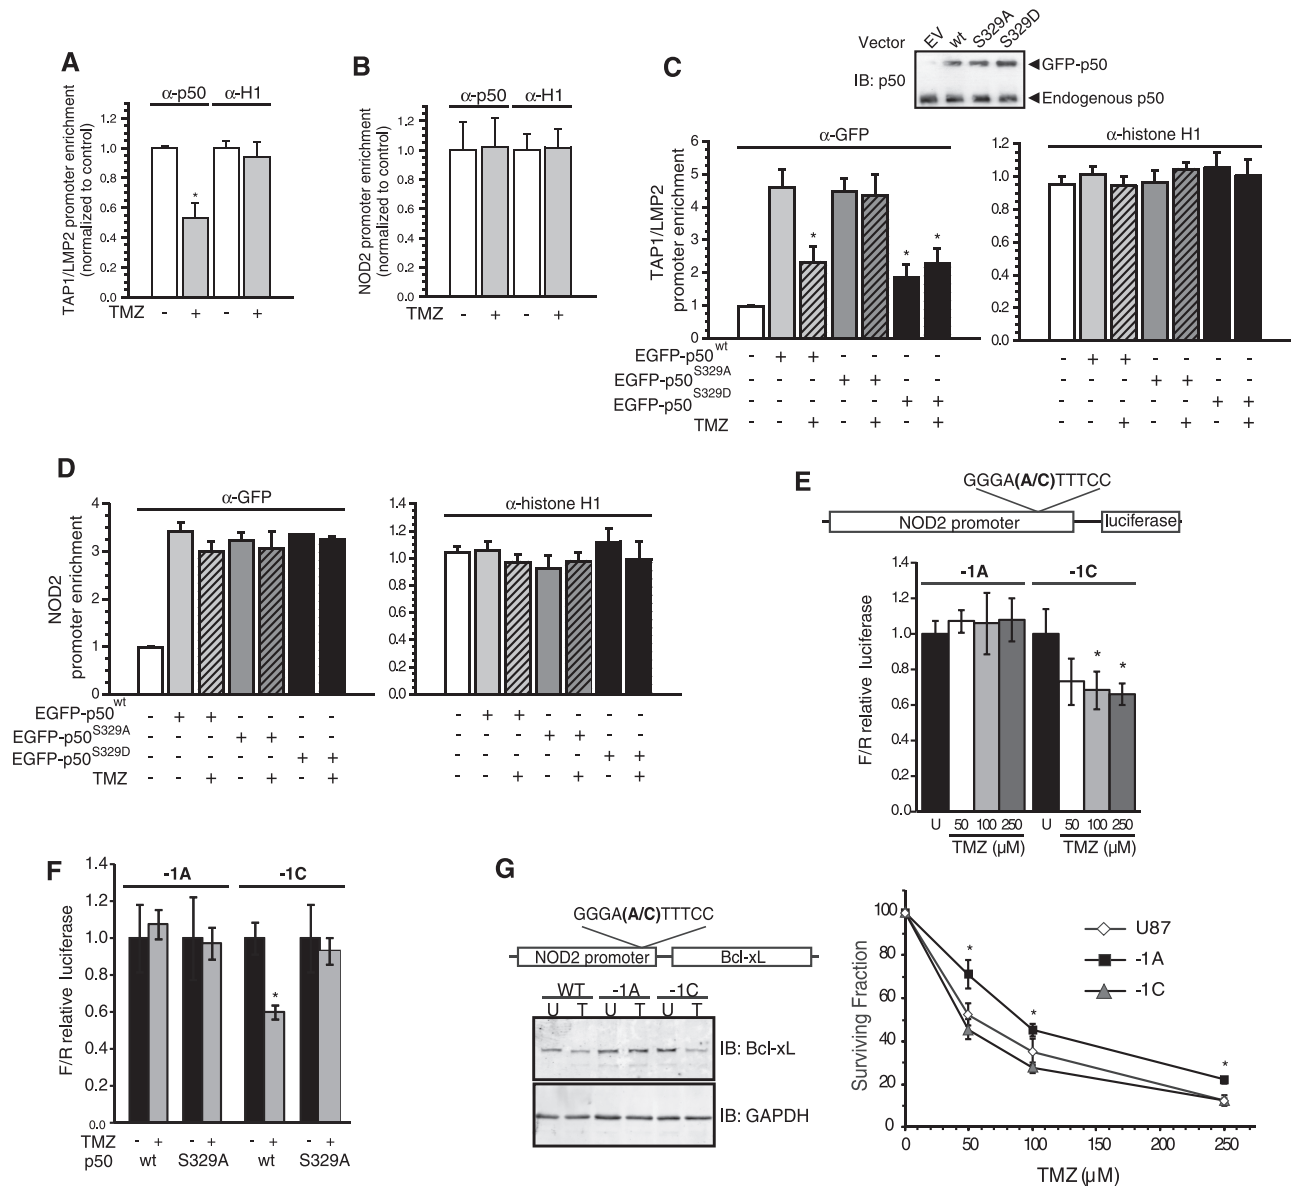 A
TAP1/LMP2 promoter enrichment
(normalized to control)
α-p50 α-H1
1.2
1.0
0.8
0.6
0.4
0.2
0.0
*
TMZ - + - +
B
NOD2 promoter enrichment
(normalized to control)
α-p50 α-H1
1.2
1.0
0.8
0.6
0.4
0.2
0.0
TMZ - + - +
C
Vector EV wt S329A S329D
IB: p50
GFP-p50
Endogenous p50
TAP1/LMP2
promoter enrichment
α-GFP
6
5
4
3
2
1
0
* * *
α-histone H1
1.2
1.0
0.8
0.6
0.4
0.2
0.0
EGFP-p50wt - + + - - - - - + + - - - -
EGFP-p50S329A - - - + + - - - - - + + - -
EGFP-p50S329D - - - - - + + - - - - - + +
TMZ - - + - + - + - - + - + - +
D
NOD2
promoter enrichment
α-GFP
4
3
2
1
0
α-histone H1
1.4
1.2
1.0
0.8
0.6
0.4
0.2
0.0
EGFP-p50wt - + + - - - - - + + - - - -
EGFP-p50S329A - - - + + - - - - - + + - -
EGFP-p50S329D - - - - - + + - - - - - + +
TMZ - - + - + - + - - + - + - +
E
GGGA(A/C)TTTCC
NOD2 promoter luciferase
F/R relative luciferase
-1A -1C
1.4
1.2
1.0
0.8
0.6
0.4
0.2
0.0
* *
U 50 100 250 U 50 100 250
TMZ (µM) TMZ (µM)
F
F/R relative luciferase
-1A -1C
1.4
1.2
1.0
0.8
0.6
0.4
0.2
0.0
*
TMZ - + - + - + - +
p50 wt S329A wt S329A
G
GGGA(A/C)TTTCC
NOD2 promoter Bcl-xL
WT -1A -1C
U T U T U T
IB: Bcl-xL
IB: GAPDH
Surviving Fraction
100
80
60
40
20
0
* * *
U87
-1A
-1C
0 50 100 150 200 250
TMZ (µM)